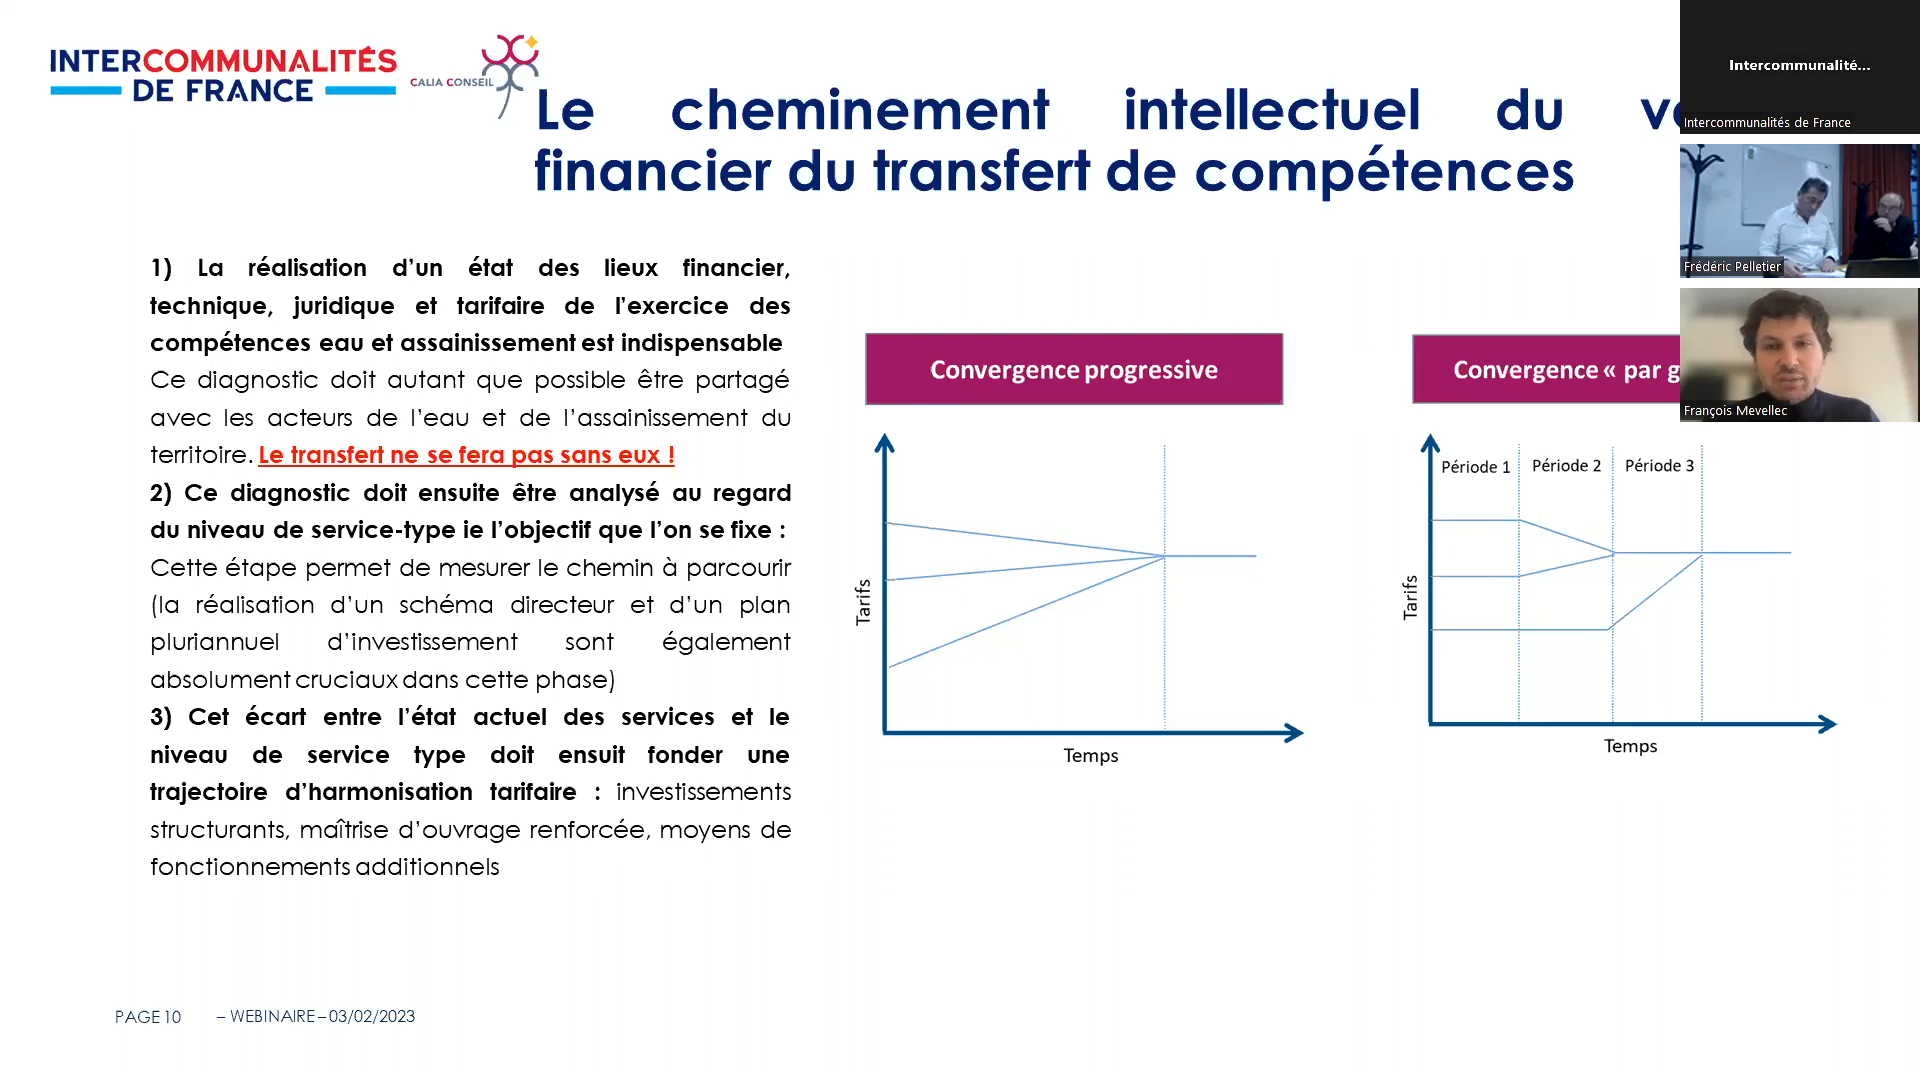 INTERCOMMUNALITÉS
DE FRANCE
CALIA CONSEIL
Le cheminement intellectuel du
financier du transfert de compétences
1) La réalisation d’un état des lieux financier,
technique, juridique et tarifaire de l’exercice des
compétences eau et assainissement est indispensable
Ce diagnostic doit autant que possible être partagé
avec les acteurs de l’eau et de l’assainissement du
territoire. Le transfert ne se fera pas sans eux !
2) Ce diagnostic doit ensuite être analysé au regard
du niveau de service-type ie l’objectif que l’on se fixe :
Cette étape permet de mesurer le chemin à parcourir
(la réalisation d’un schéma directeur et d’un plan
pluriannuel d’investissement sont également
absolument cruciaux dans cette phase)
3) Cet écart entre l’état actuel des services et le
niveau de service type doit ensuit fonder une
trajectoire d’harmonisation tarifaire : investissements
structurants, maîtrise d’ouvrage renforcée, moyens de
fonctionnements additionnels
Convergence progressive
Tarifs
Temps
Convergence « par
Période 1 Période 2 Période 3
Tarifs
Temps
Intercommunalité...
Intercommunalités de France
Frédéric Pelletier
François Mevellec
PAGE 10 – WEBINAIRE – 03/02/2023